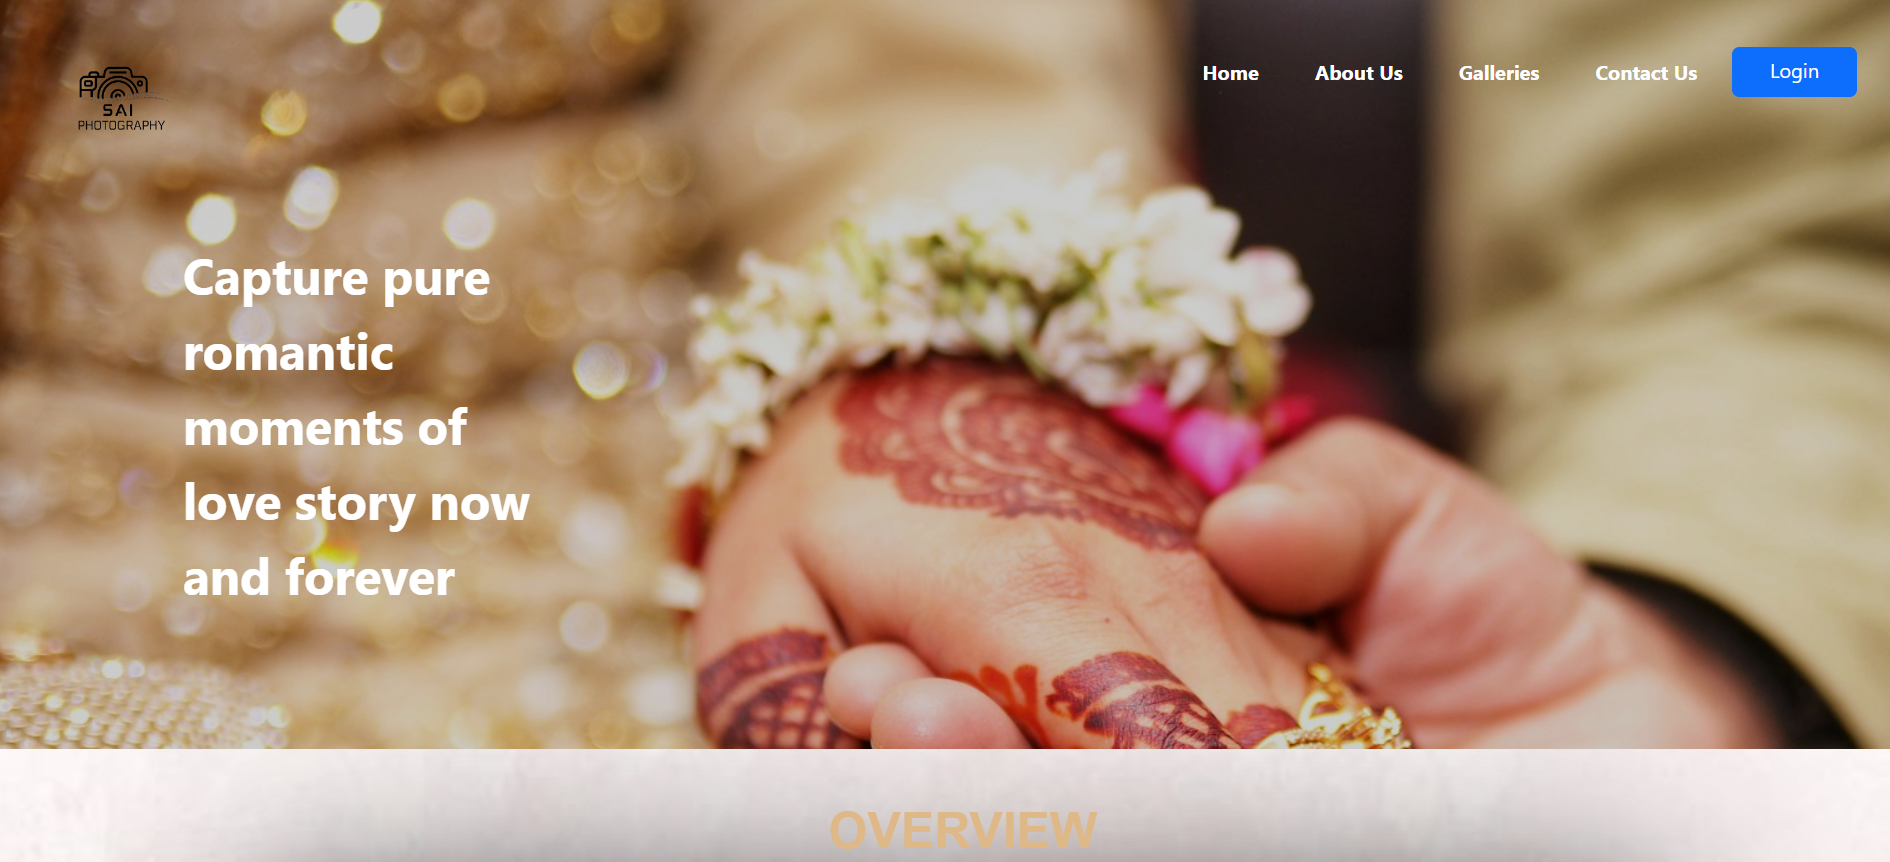 SAI
PHOTOGRAPHY
Home
About Us
Galleries
Contact Us
Login
Capture pure
romantic
moments of
love story now
and forever
OVERVIEW